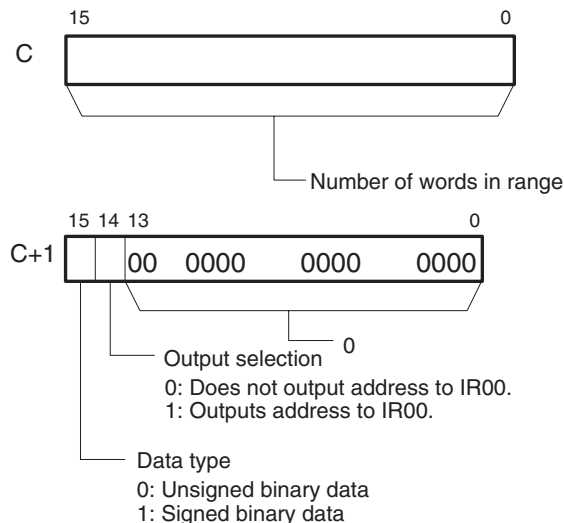 15 0
C
Number of words in range
15 14 13 0
C+1 00 0000 0000 0000
0
Output selection
0: Does not output address to IR00.
1: Outputs address to IR00.
Data type
0: Unsigned binary data
1: Signed binary data